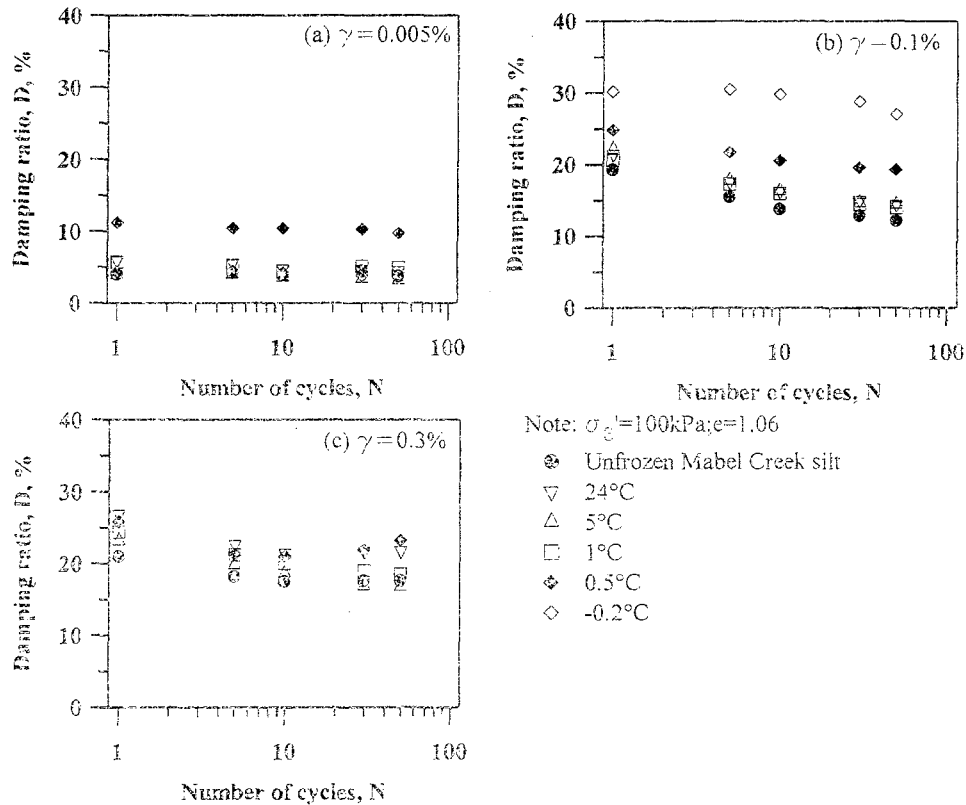 (a) γ=0.005%
Damping ratio, D, %
40
30
20
10
0
1
10
100
Number of cycles, N
(b) γ=0.1%
Damping ratio, D, %
40
30
20
10
0
1
10
100
Number of cycles, N
(c) γ=0.3%
Damping ratio, D, %
40
30
20
10
0
1
10
100
Number of cycles, N
Note: σc'=100kPa;e=1.06
Unfrozen Mabel Creek silt
24°C
5°C
1°C
0.5°C
-0.2°C